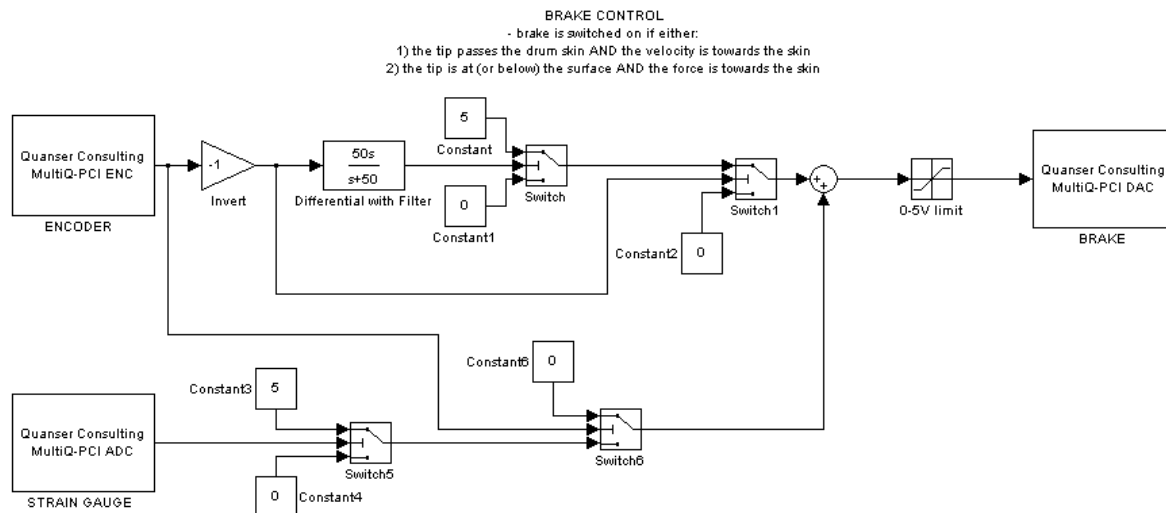 BRAKE CONTROL
- brake is switched on if either:
1) the tip passes the drum skin AND the velocity is towards the skin
2) the tip is at (or below) the surface AND the force is towards the skin
Quanser Consulting
MultiQ-PCI ENC
ENCODER
-1
Invert
50s
s+50
Differential with Filter
5
Constant
0
Constant1
Switch
Switch1
0
Constant2
+
+
0-5V limit
Quanser Consulting
MultiQ-PCI DAC
BRAKE
Constant6
0
Constant3
5
Quanser Consulting
MultiQ-PCI ADC
STRAIN GAUGE
Switch5
0
Constant4
Switch6